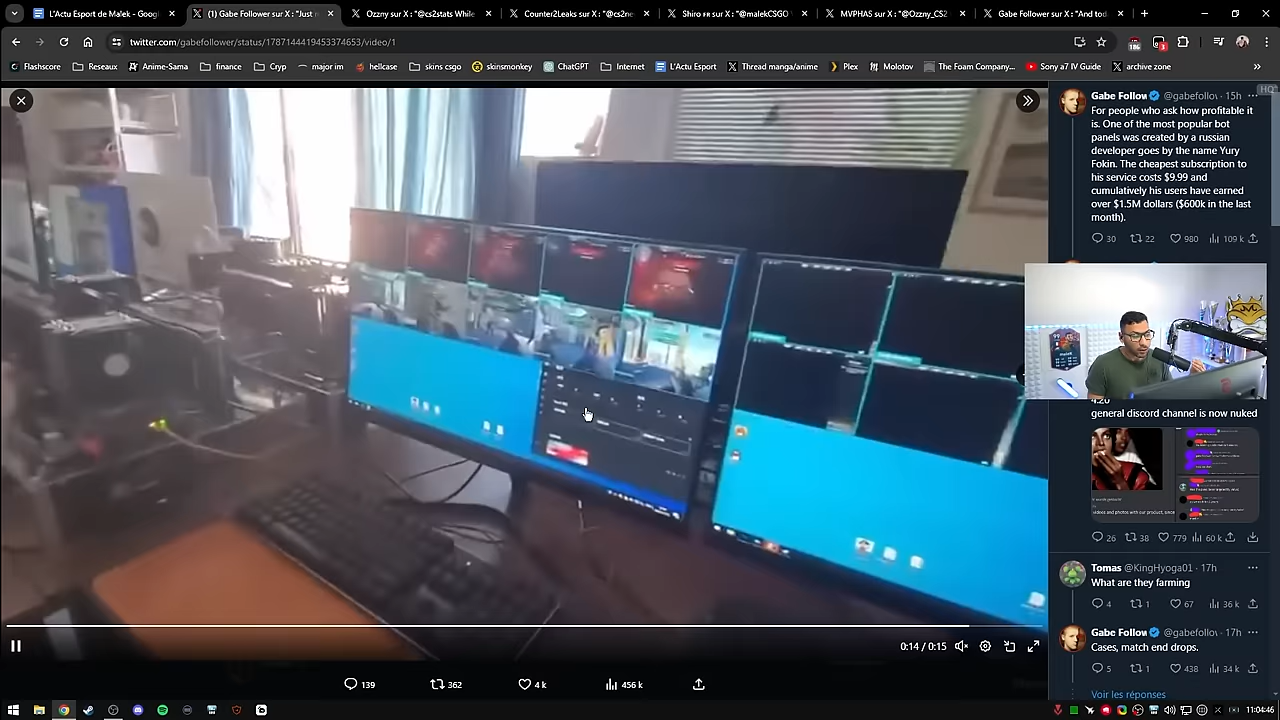 L'Actu Esport de Malek - Googl
(1) Gabe Follower sur X : "Just n
Ozzny sur X : "@cs2stats While
Counter2Leaks sur X : "@cs2ne
Shiro FR sur X : "@malekCSGO
MVPHAS sur X : "@Ozzny_CS2
Gabe Follower sur X : "And tod
twitter.com/gabefollower/status/1787144419453374653/video/1
Flashscore
Reseaux
Anime-Sama
finance
Cryp
major im
hellcase
skins csgo
skinsmonkey
ChatGPT
Internet
L'Actu Esport
Thread manga/anime
Plex
Molotov
The Foam Company...
Sony a7 IV Guide
archive zone
HQ
Gabe Follow @gabefollov · 15h
For people who ask how profitable it
is. One of the most popular bot
panels was created by a russian
developer goes by the name Yury
Fokin. The cheapest subscription to
his service costs $9.99 and
cumulatively his users have earned
over $1.5M dollars ($600k in the last
month).
30 22 980 109 k
4.20
general discord channel is now nuked
26 38 779 60 k
Tomas @KingHyoga01 · 17h
What are they farming
4 1 67 36 k
Gabe Follow @gabefollov · 17h
Cases, match end drops.
5 1 438 34 k
Voir les réponses
0:14 / 0:15
139 362 4 k 456 k
11:04:46